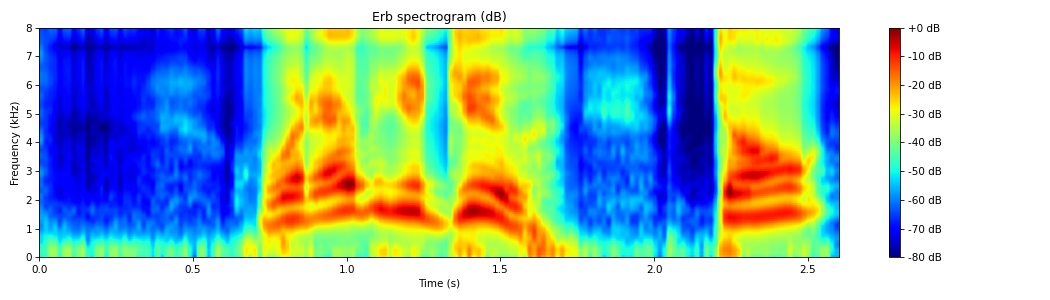 Erb spectrogram (dB)
8
7
6
5
4
3
2
1
0
Frequency (kHz)
0.0
0.5
1.0
1.5
2.0
2.5
Time (s)
+0 dB
-10 dB
-20 dB
-30 dB
-40 dB
-50 dB
-60 dB
-70 dB
-80 dB